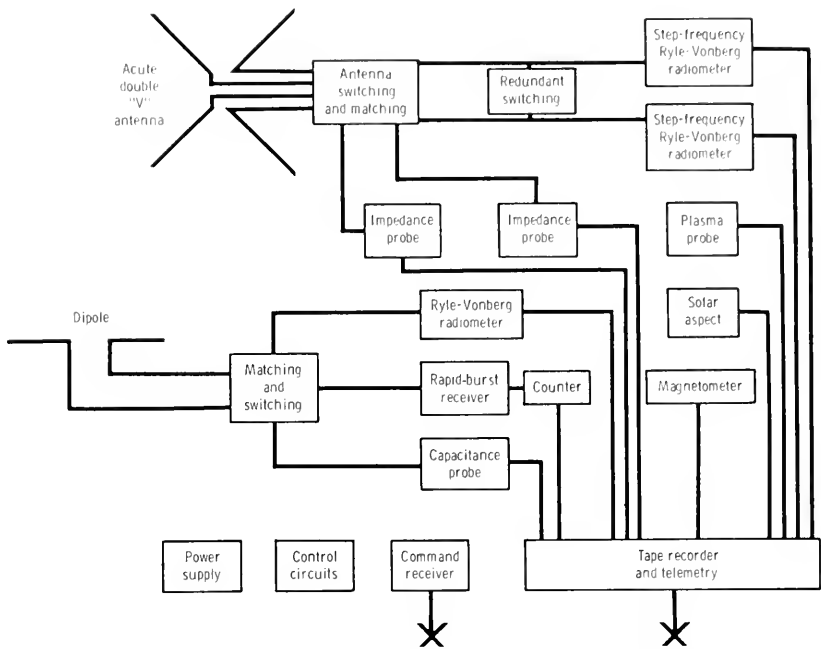 Acute
double
"V"
antenna
Antenna
switching
and matching
Redundant
switching
Step-frequency
Ryle-Vonberg
radiometer
Step-frequency
Ryle-Vonberg
radiometer
Impedance
probe
Impedance
probe
Plasma
probe
Dipole
Ryle-Vonberg
radiometer
Solar
aspect
Matching
and
switching
Rapid-burst
receiver
Counter
Magnetometer
Capacitance
probe
Power
supply
Control
circuits
Command
receiver
Tape recorder
and telemetry